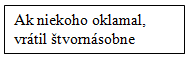 Ak niekoho oklamal,
vrátil štvornásobne